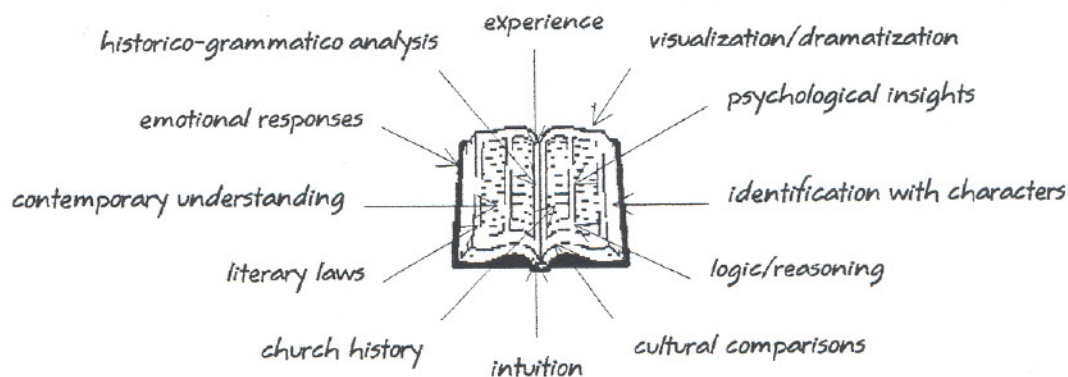 experience
historico-grammatico analysis
visualization/dramatization
psychological insights
emotional responses
contemporary understanding
identification with characters
literary laws
logic/reasoning
church history
cultural comparisons
intuition